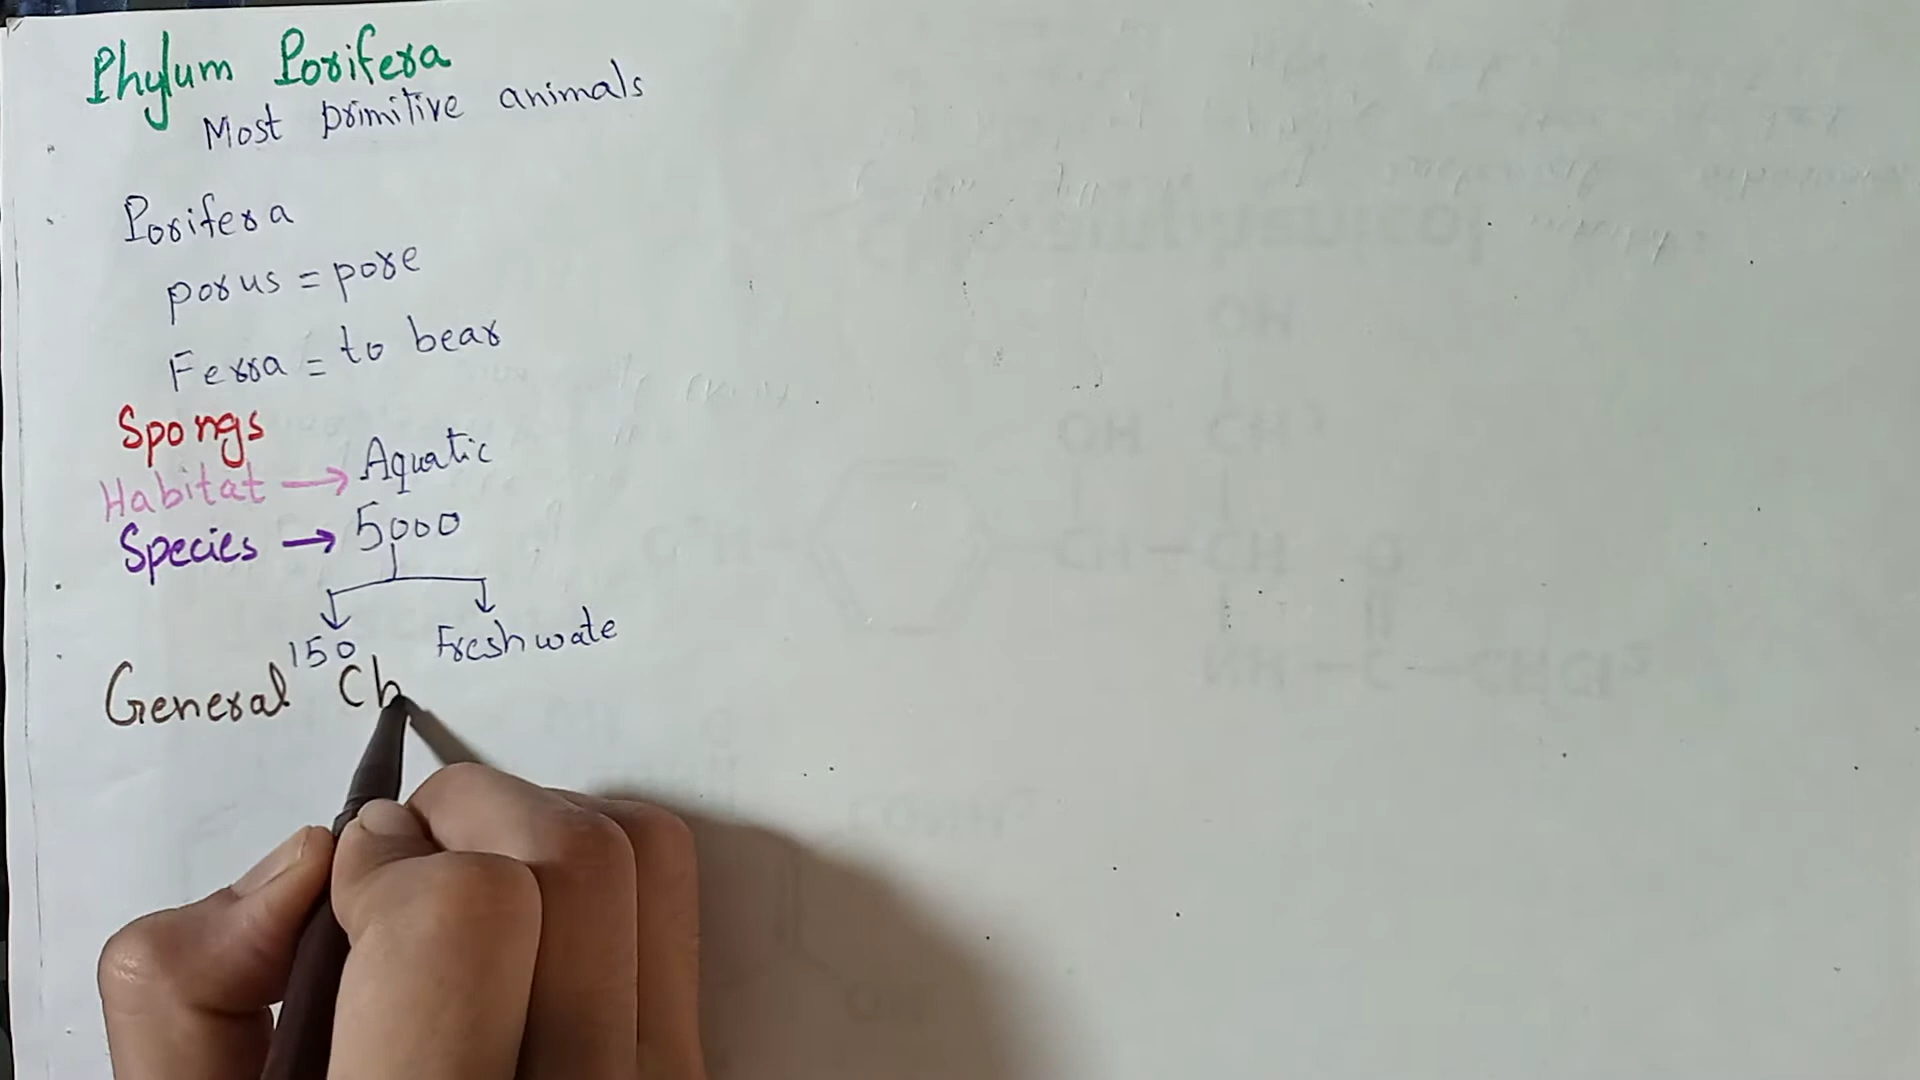 Phylum Porifera
Most primitive animals
Porifera
porus = pore
Ferra = to bear
Spongs
Habitat → Aquatic
Species → 5000
150 Freshwate
General Ch